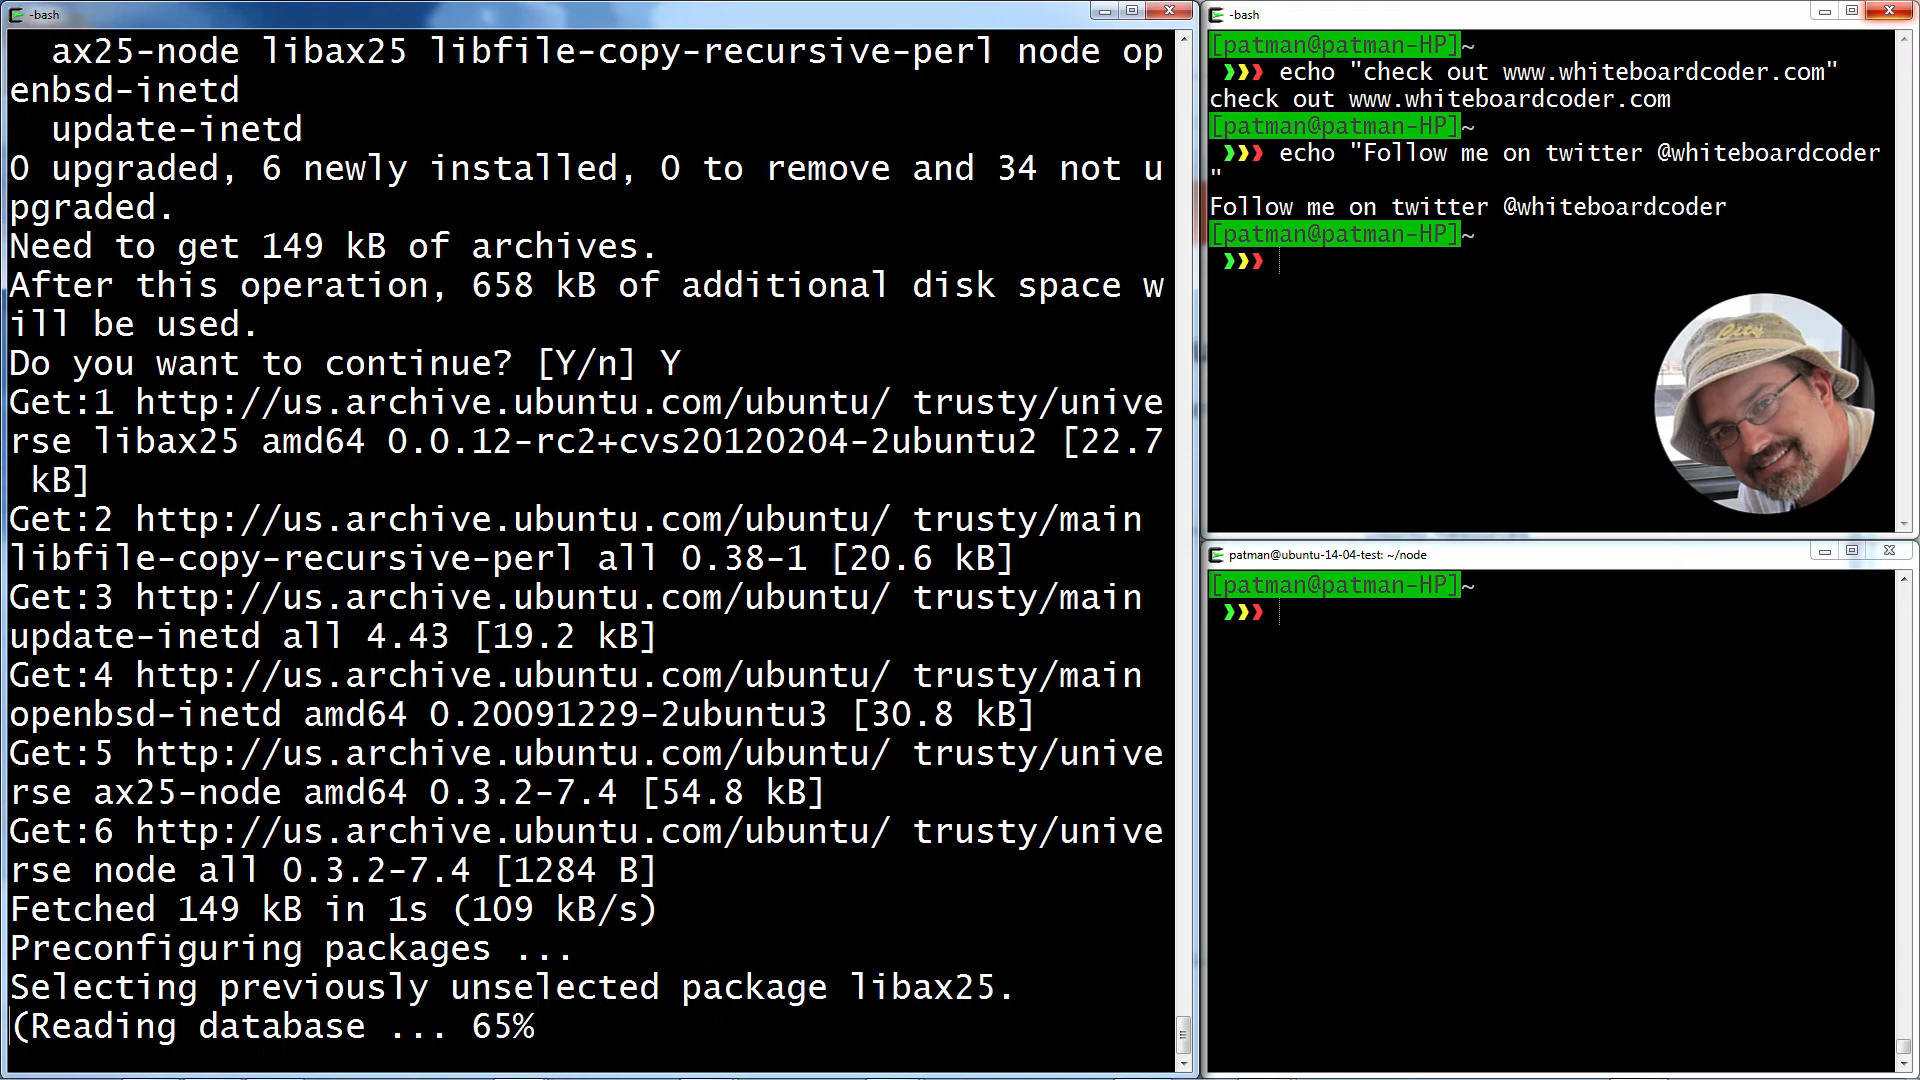 -bash
ax25-node libax25 libfile-copy-recursive-perl node op
enbsd-inetd
update-inetd
0 upgraded, 6 newly installed, 0 to remove and 34 not u
pgraded.
Need to get 149 kB of archives.
After this operation, 658 kB of additional disk space w
ill be used.
Do you want to continue? [Y/n] Y
Get:1 http://us.archive.ubuntu.com/ubuntu/ trusty/unive
rse libax25 amd64 0.0.12-rc2+cvs20120204-2ubuntu2 [22.7
kB]
Get:2 http://us.archive.ubuntu.com/ubuntu/ trusty/main
libfile-copy-recursive-perl all 0.38-1 [20.6 kB]
Get:3 http://us.archive.ubuntu.com/ubuntu/ trusty/main
update-inetd all 4.43 [19.2 kB]
Get:4 http://us.archive.ubuntu.com/ubuntu/ trusty/main
openbsd-inetd amd64 0.20091229-2ubuntu3 [30.8 kB]
Get:5 http://us.archive.ubuntu.com/ubuntu/ trusty/unive
rse ax25-node amd64 0.3.2-7.4 [54.8 kB]
Get:6 http://us.archive.ubuntu.com/ubuntu/ trusty/unive
rse node all 0.3.2-7.4 [1284 B]
Fetched 149 kB in 1s (109 kB/s)
Preconfiguring packages ...
Selecting previously unselected package libax25.
(Reading database ... 65%
-bash
[patman@patman-HP]~
❯❯❯ echo "check out www.whiteboardcoder.com"
check out www.whiteboardcoder.com
[patman@patman-HP]~
❯❯❯ echo "Follow me on twitter @whiteboardcoder
"
Follow me on twitter @whiteboardcoder
[patman@patman-HP]~
❯❯❯
City
patman@ubuntu-14-04-test: ~/node
[patman@patman-HP]~
❯❯❯